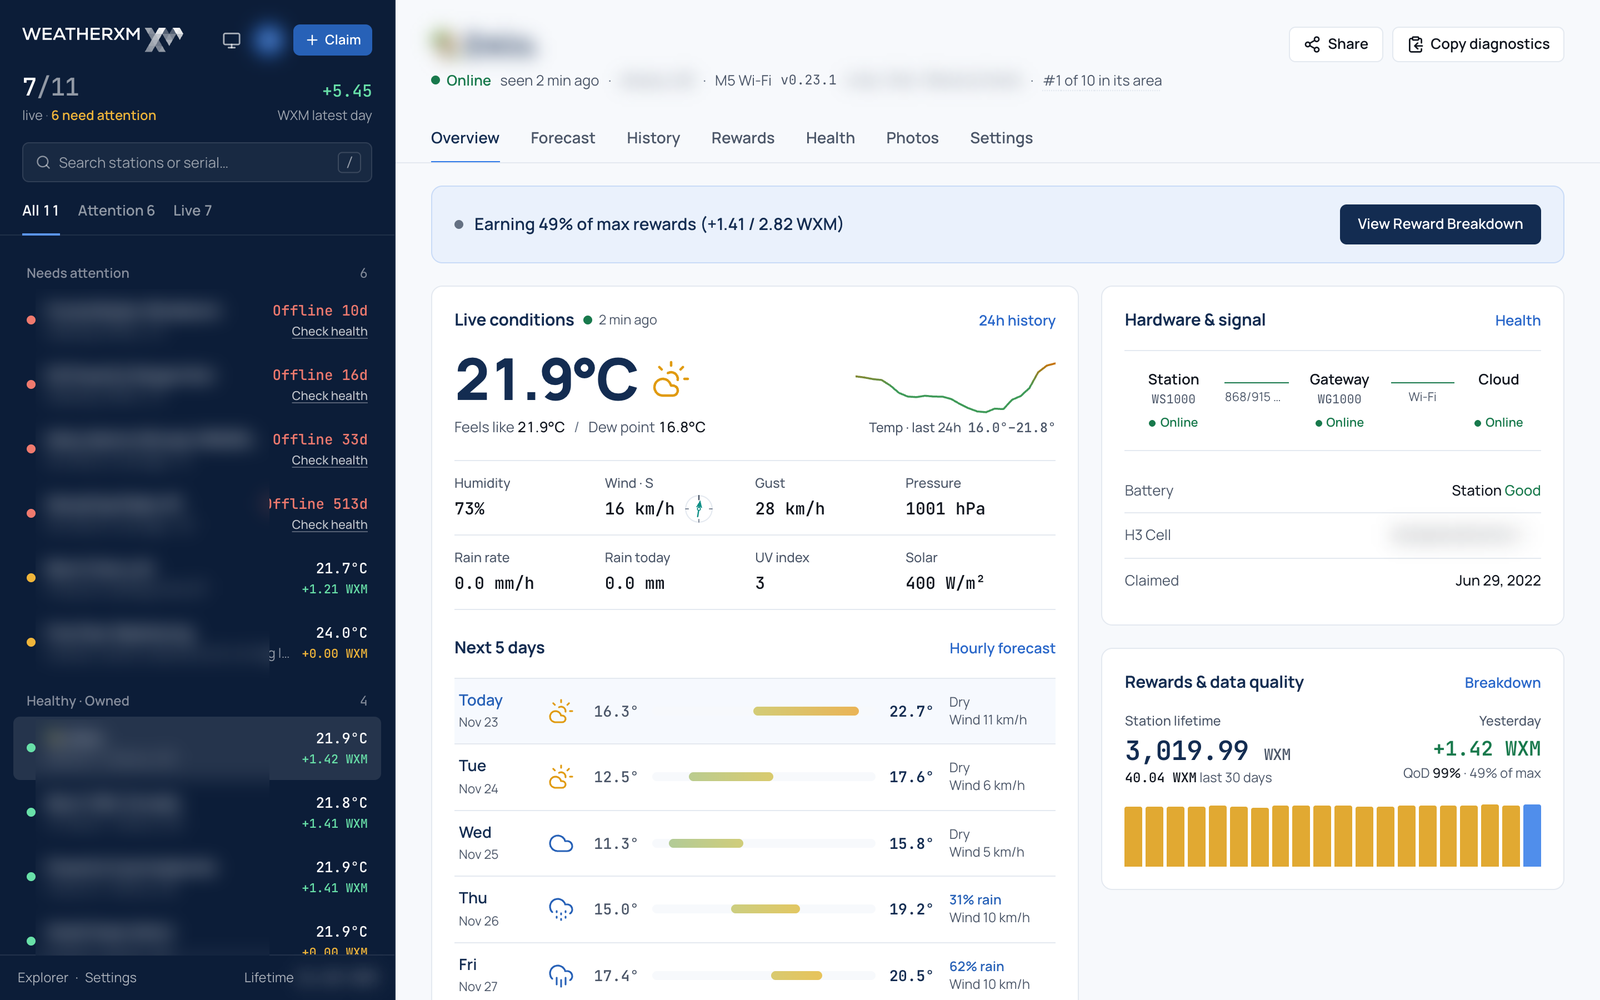 WEATHERXM
+ Claim
7/11
+5.45
live · 6 need attention
WXM latest day
Search stations or serial...
/
All 11
Attention 6
Live 7
Needs attention
6
Offline 10d
Check health
Offline 16d
Check health
Offline 33d
Check health
ffline 513d
Check health
21.7°C
+1.21 WXM
24.0°C
g l... +0.00 WXM
Healthy · Owned
4
21.9°C
+1.42 WXM
21.8°C
+1.41 WXM
21.9°C
+1.41 WXM
21.9°C
+0.00 WXM
Explorer · Settings
Lifetime
Share
Copy diagnostics
Online seen 2 min ago · · M5 Wi-Fi v0.23.1 · #1 of 10 in its area
Overview
Forecast
History
Rewards
Health
Photos
Settings
Earning 49% of max rewards (+1.41 / 2.82 WXM)
View Reward Breakdown
Live conditions
2 min ago
24h history
21.9°C
Feels like 21.9°C / Dew point 16.8°C
Temp · last 24h 16.0°–21.8°
Humidity
Wind · S
Gust
Pressure
73%
16 km/h
28 km/h
1001 hPa
Rain rate
Rain today
UV index
Solar
0.0 mm/h
0.0 mm
3
400 W/m²
Next 5 days
Hourly forecast
Today
Nov 23
16.3°
22.7°
Dry
Wind 11 km/h
Tue
Nov 24
12.5°
17.6°
Dry
Wind 6 km/h
Wed
Nov 25
11.3°
15.8°
Dry
Wind 5 km/h
Thu
Nov 26
15.0°
19.2°
31% rain
Wind 10 km/h
Fri
Nov 27
17.4°
20.5°
62% rain
Wind 10 km/h
Hardware & signal
Health
Station
Gateway
Cloud
WS1000
868/915 ...
WG1000
Wi-Fi
Online
Online
Online
Battery
Station Good
H3 Cell
Claimed
Jun 29, 2022
Rewards & data quality
Breakdown
Station lifetime
Yesterday
3,019.99 WXM
+1.42 WXM
40.04 WXM last 30 days
QoD 99% · 49% of max